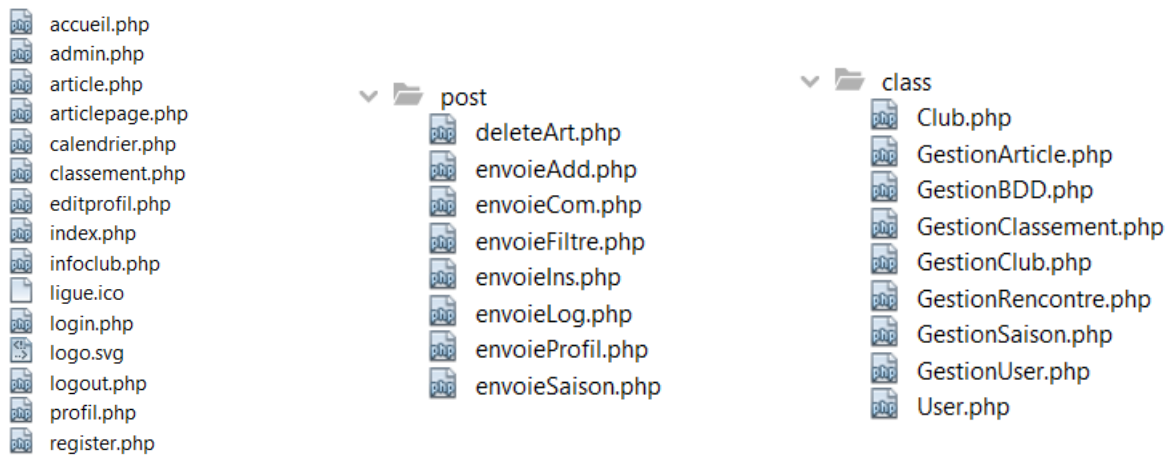 accueil.php
admin.php
article.php
articlepage.php
calendrier.php
classement.php
editprofil.php
index.php
infoclub.php
ligue.ico
login.php
logo.svg
logout.php
profil.php
register.php
post
deleteArt.php
envoieAdd.php
envoieCom.php
envoieFiltre.php
envoieIns.php
envoieLog.php
envoieProfil.php
envoieSaison.php
class
Club.php
GestionArticle.php
GestionBDD.php
GestionClassement.php
GestionClub.php
GestionRencontre.php
GestionSaison.php
GestionUser.php
User.php